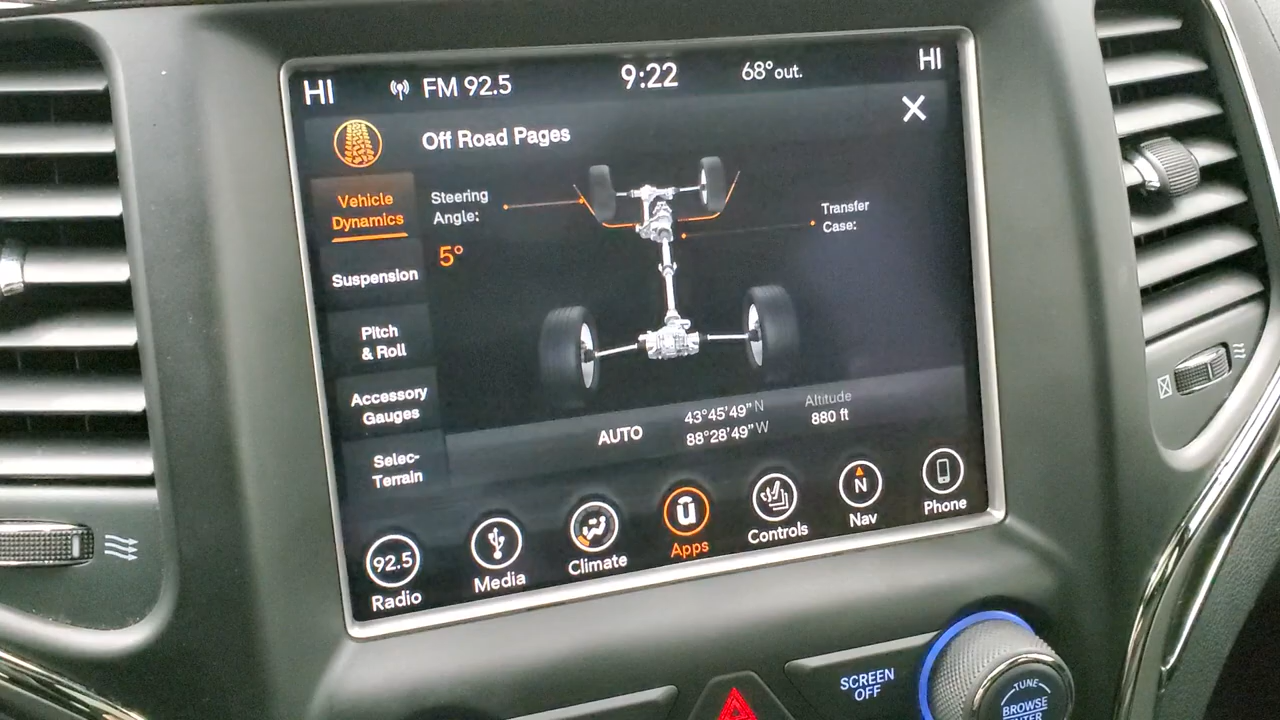 HI
FM 92.5
9:22
68°out.
HI
Off Road Pages
X
Vehicle
Dynamics
Suspension
Pitch
& Roll
Accessory
Gauges
Selec-
Terrain
Steering
Angle:
5°
Transfer
Case:
AUTO
43°45'49"N
88°28'49"W
Altitude
880 ft
92.5
Radio
Media
Climate
Apps
Controls
N
Nav
Phone
SCREEN
OFF
TUNE
BROWSE